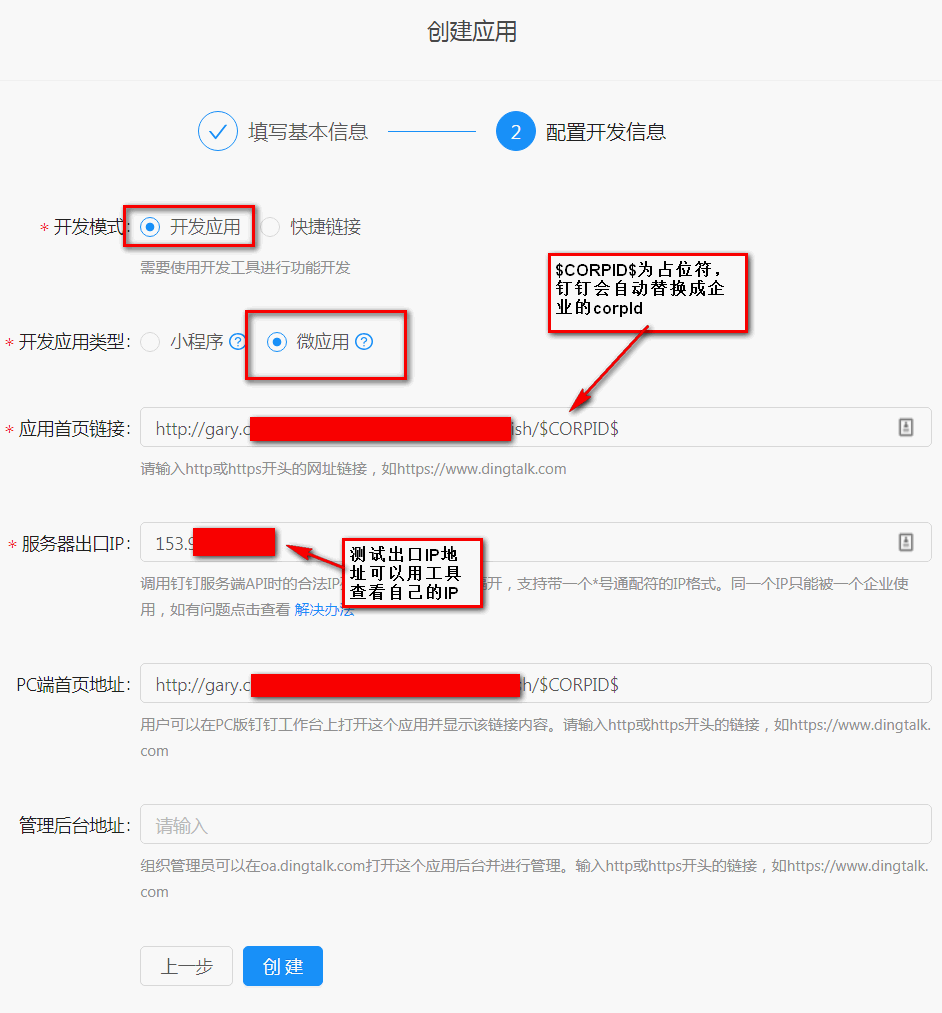 创建应用
填写基本信息
2 配置开发信息
* 开发模式: 开发应用 快捷链接
需要使用开发工具进行功能开发
$CORPID$为占位符，
钉钉会自动替换成企
业的corpId
* 开发应用类型: 小程序 ? 微应用 ?
* 应用首页链接: http://gary.c ish/$CORPID$
请输入http或https开头的网址链接，如https://www.dingtalk.com
* 服务器出口IP: 153.9
测试出口IP地
址可以用工具
查看自己的IP
调用钉钉服务端API时的合法IP 隔开，支持带一个*号通配符的IP格式。同一个IP只能被一个企业使
用，如有问题点击查看 解决办法
PC端首页地址: http://gary.c h/$CORPID$
用户可以在PC版钉钉工作台上打开这个应用并显示该链接内容。请输入http或https开头的链接，如https://www.dingtalk.
com
管理后台地址: 请输入
组织管理员可以在oa.dingtalk.com打开这个应用后台并进行管理。输入http或https开头的链接，如https://www.dingtalk.
com
上一步 创建